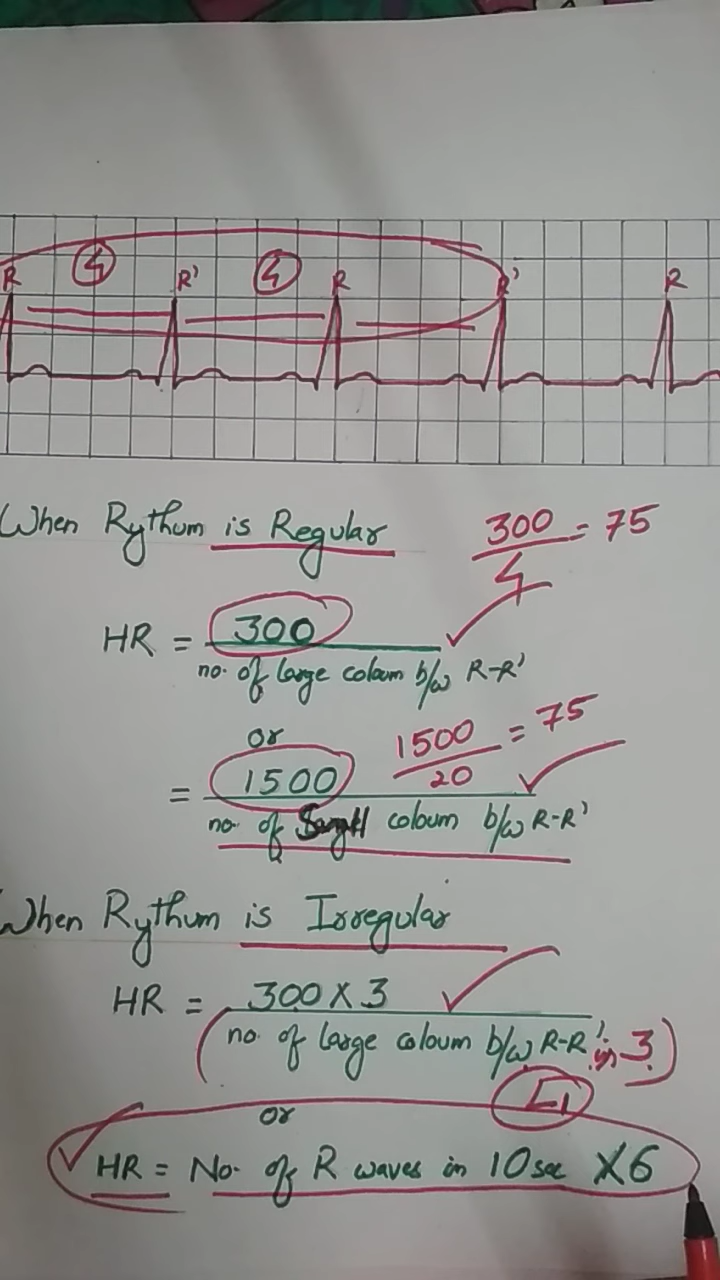 R R' R R' R
4 4
When Rythum is Regular
300/4 = 75
HR = 300
no. of large coloum b/w R-R'
or
1500/20 = 75
= 1500
no. of Small coloum b/w R-R'
When Rythum is Irregular
HR = 300 X 3
(no. of large coloum b/w R-R' in 3)
or
HR = No. of R waves in 10 sec X6